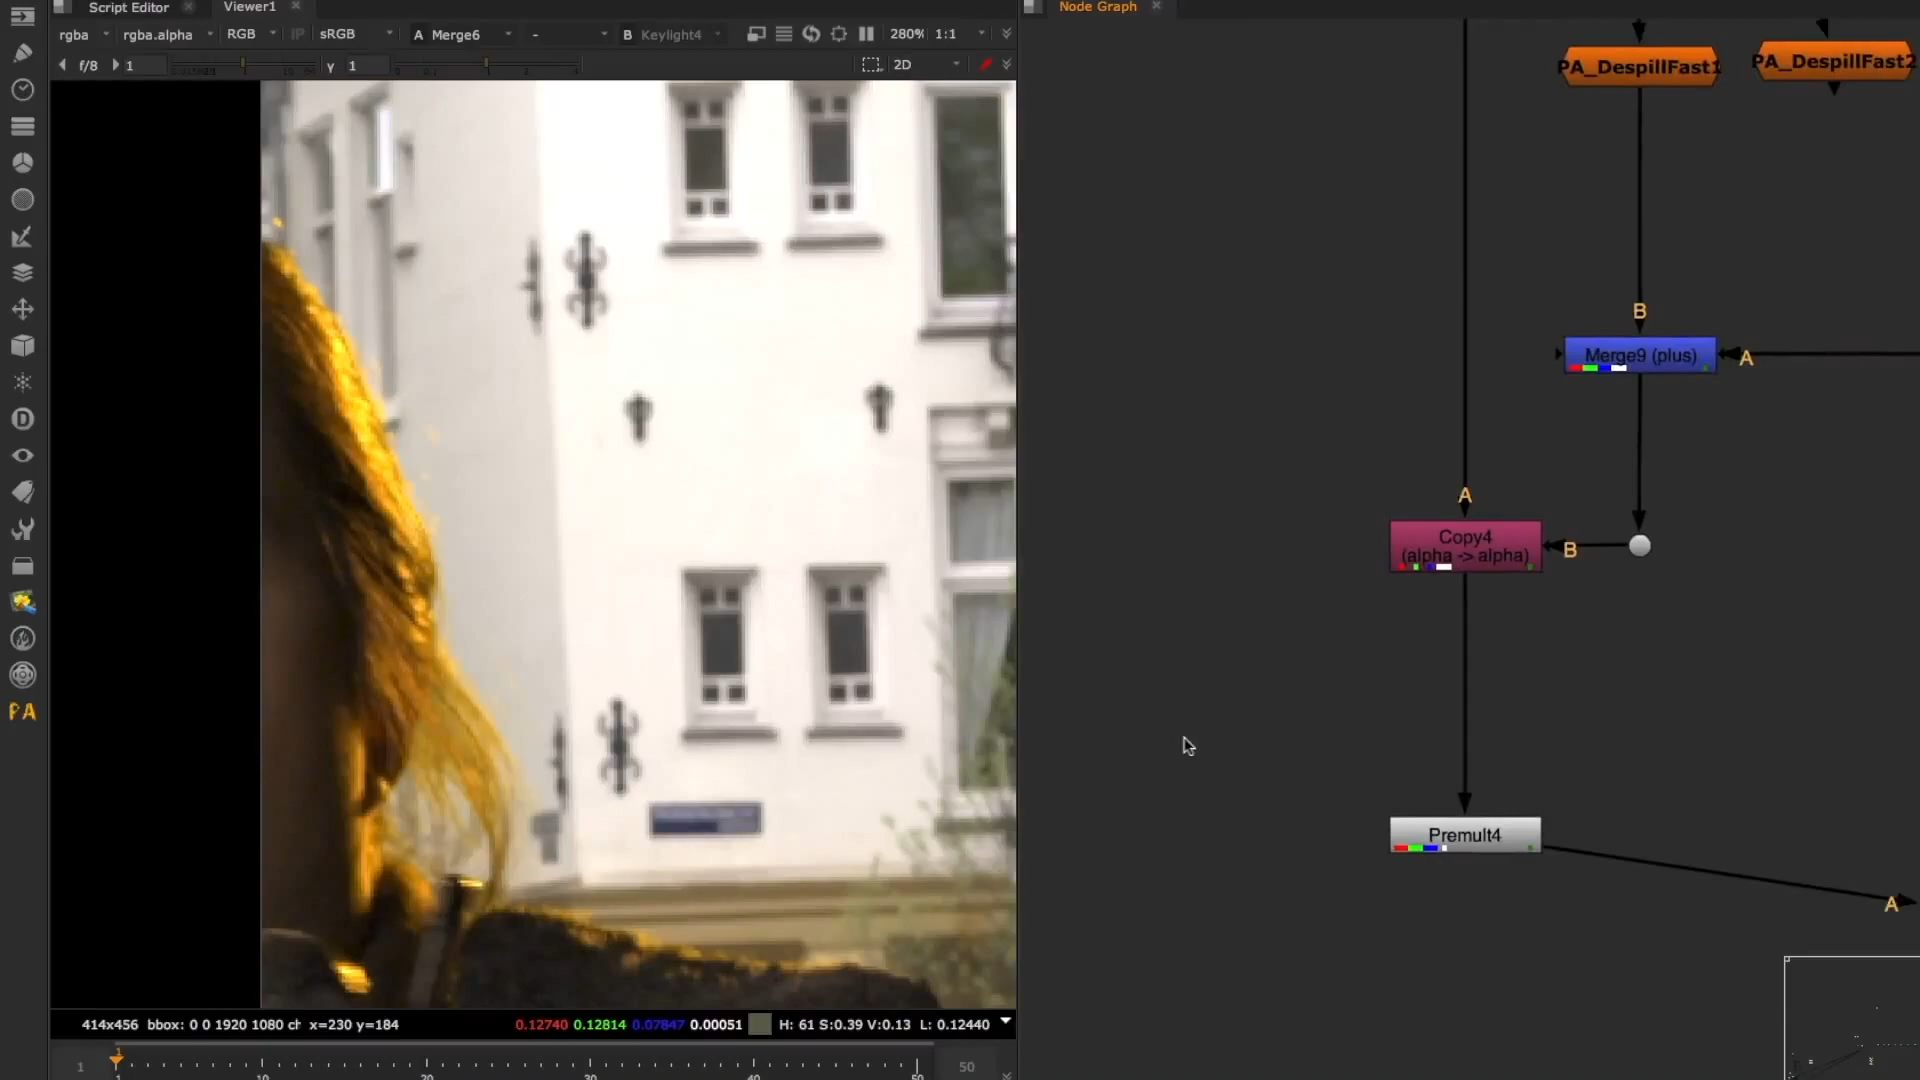 Script Editor
Viewer1
Node Graph
rgba
rgba.alpha
RGB
IP
sRGB
A Merge6
-
B Keylight4
280%
1:1
f/8
1
y
1
2D
PA_DespillFast1
PA_DespillFast2
B
Merge9 (plus)
A
A
Copy4
(alpha -> alpha)
B
Premult4
A
D
PA
414x456 bbox: 0 0 1920 1080 ch x=230 y=184
0.12740 0.12814 0.07847 0.00051
H: 61 S:0.39 V:0.13 L: 0.12440
1
1
1
10
20
30
40
50
50